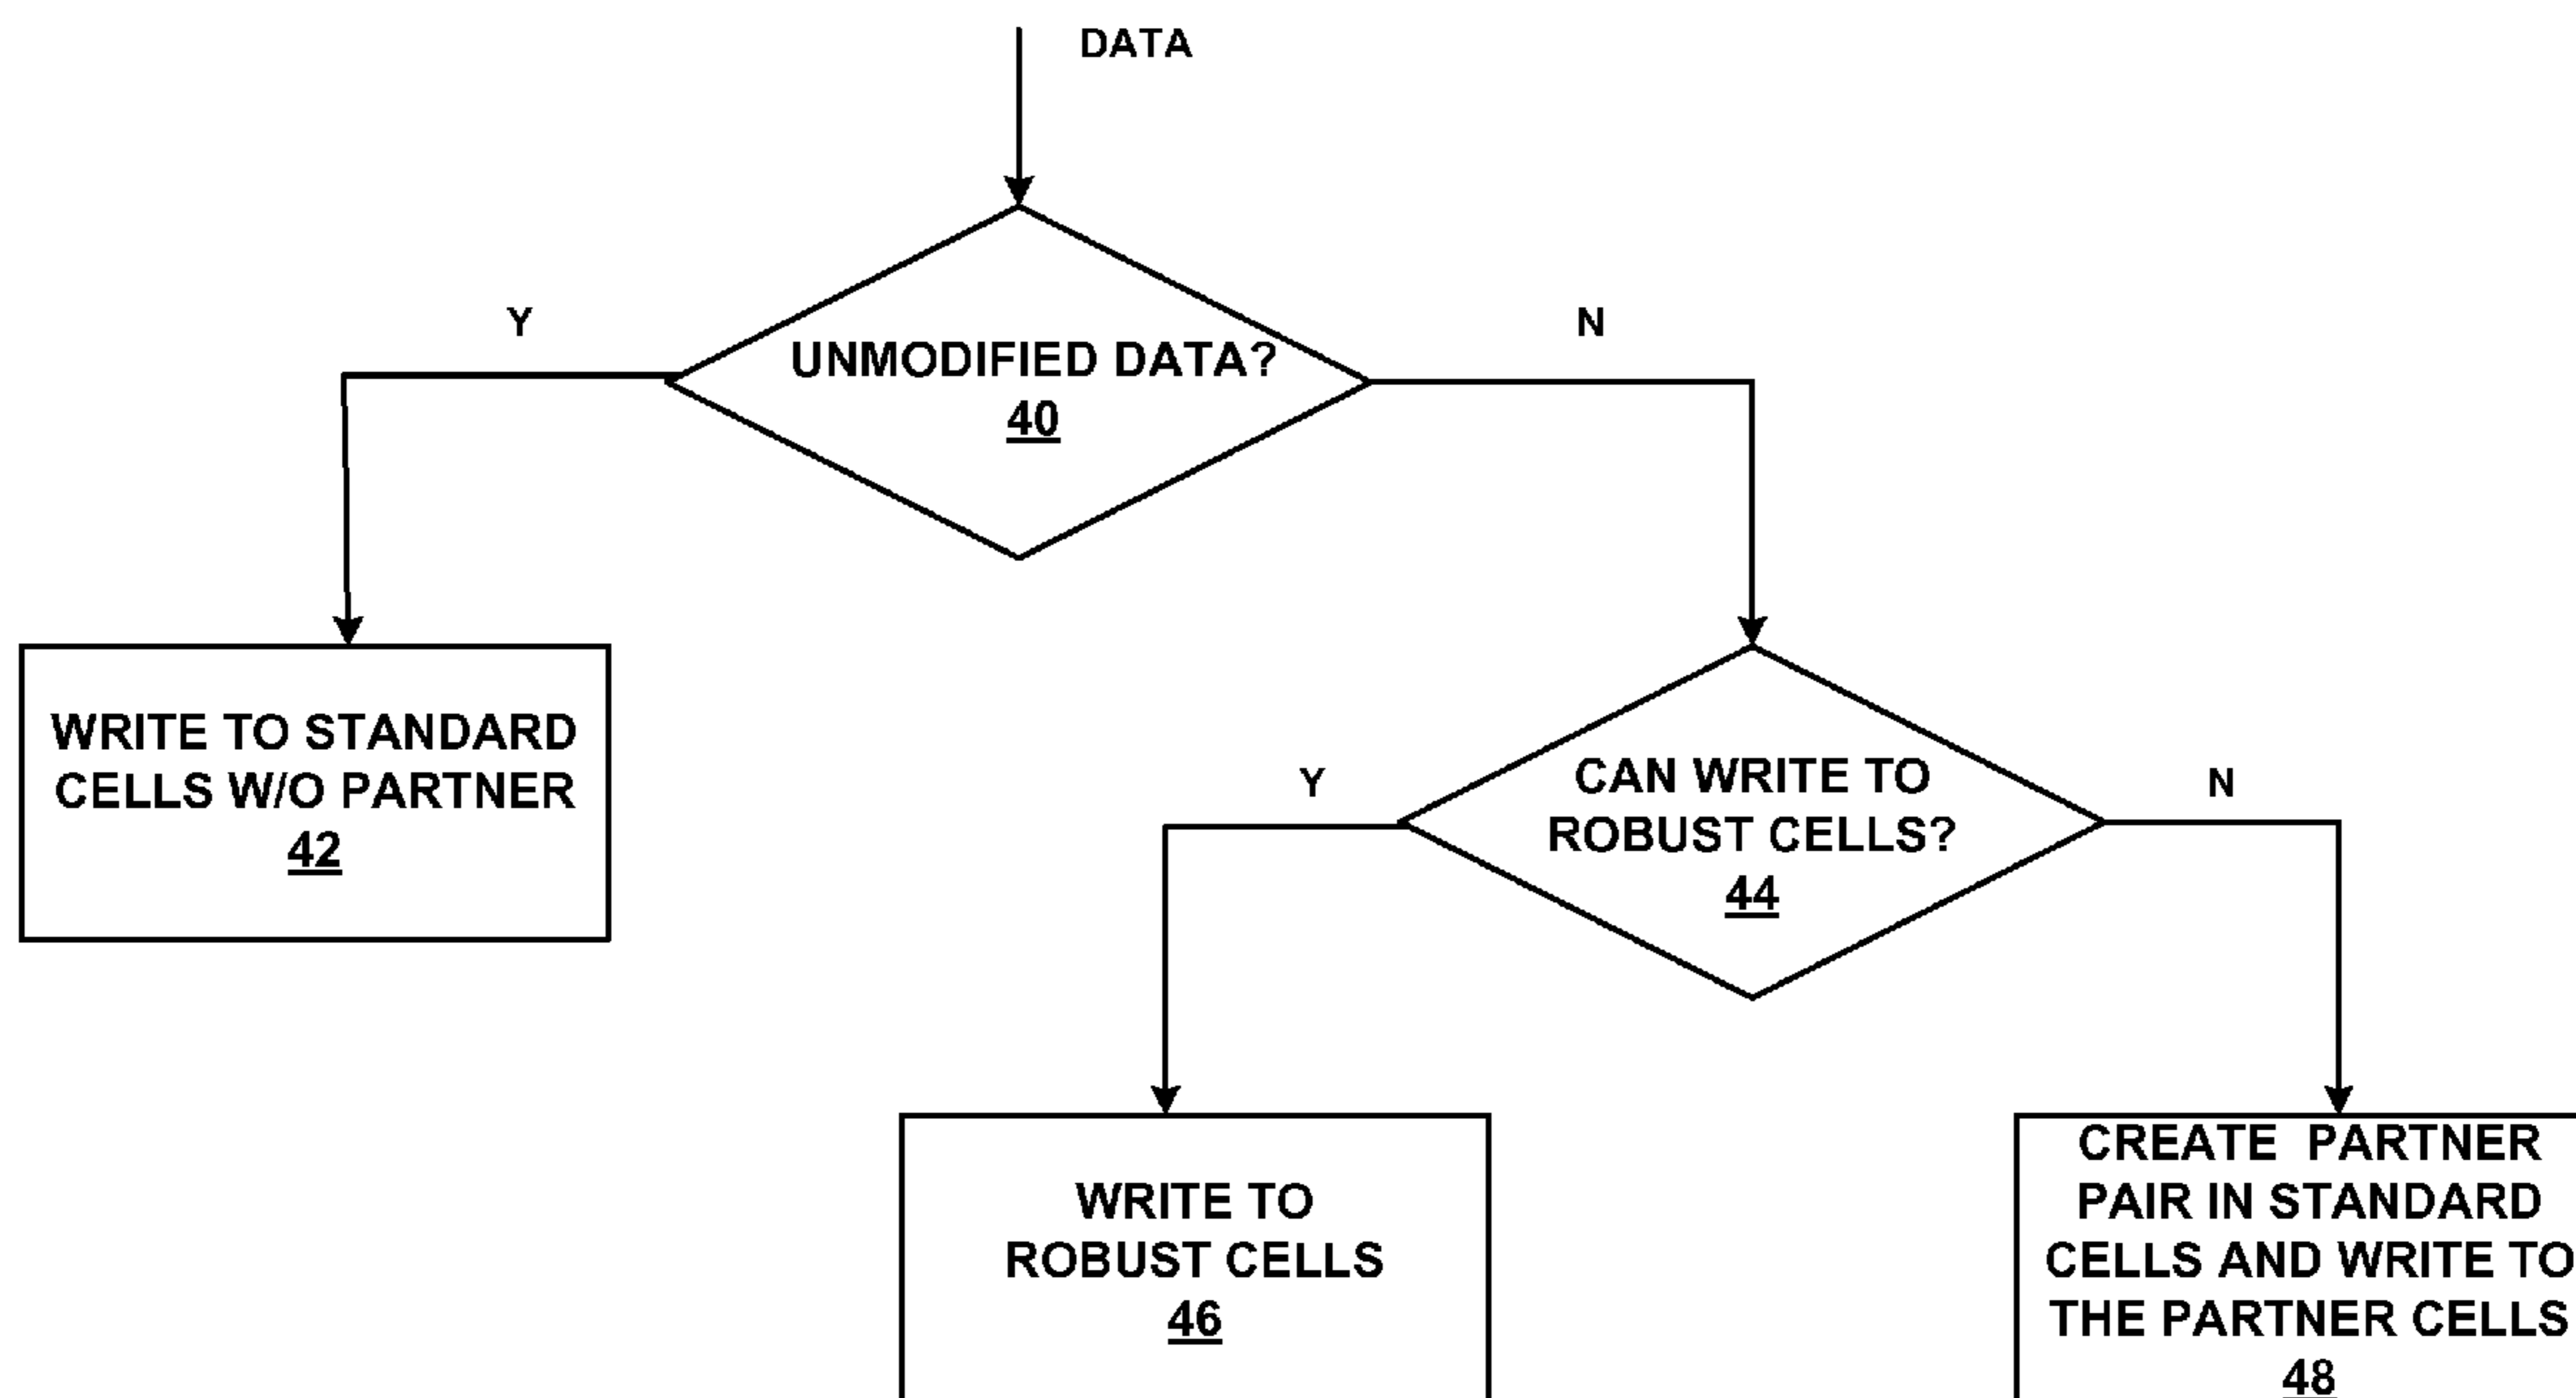 DATA
Y
N
UNMODIFIED DATA?
40
WRITE TO STANDARD
CELLS W/O PARTNER
42
Y
N
CAN WRITE TO
ROBUST CELLS?
44
WRITE TO
ROBUST CELLS
46
CREATE PARTNER
PAIR IN STANDARD
CELLS AND WRITE TO
THE PARTNER CELLS
48